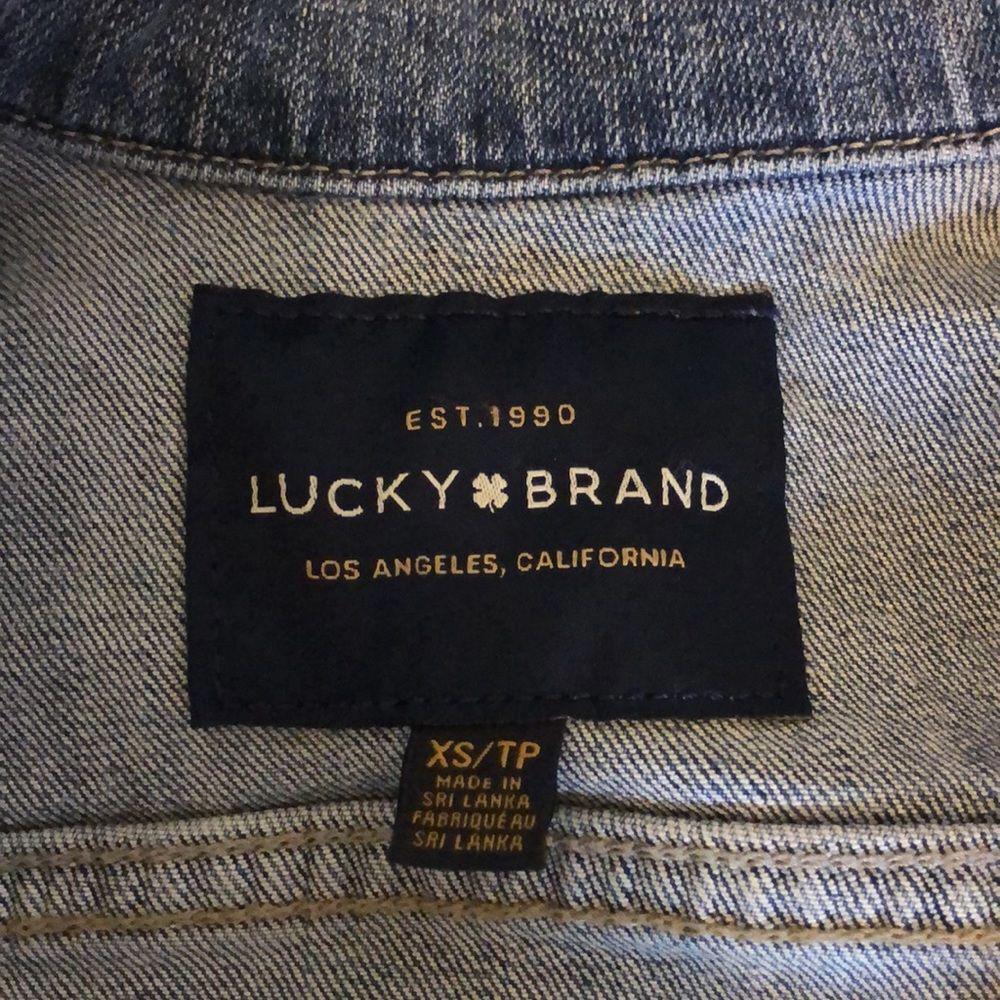 EST.1990
LUCKY BRAND
LOS ANGELES, CALIFORNIA
XS/TP
MADE IN
SRI LANKA
FABRIQUÉ AU
SRI LANKA